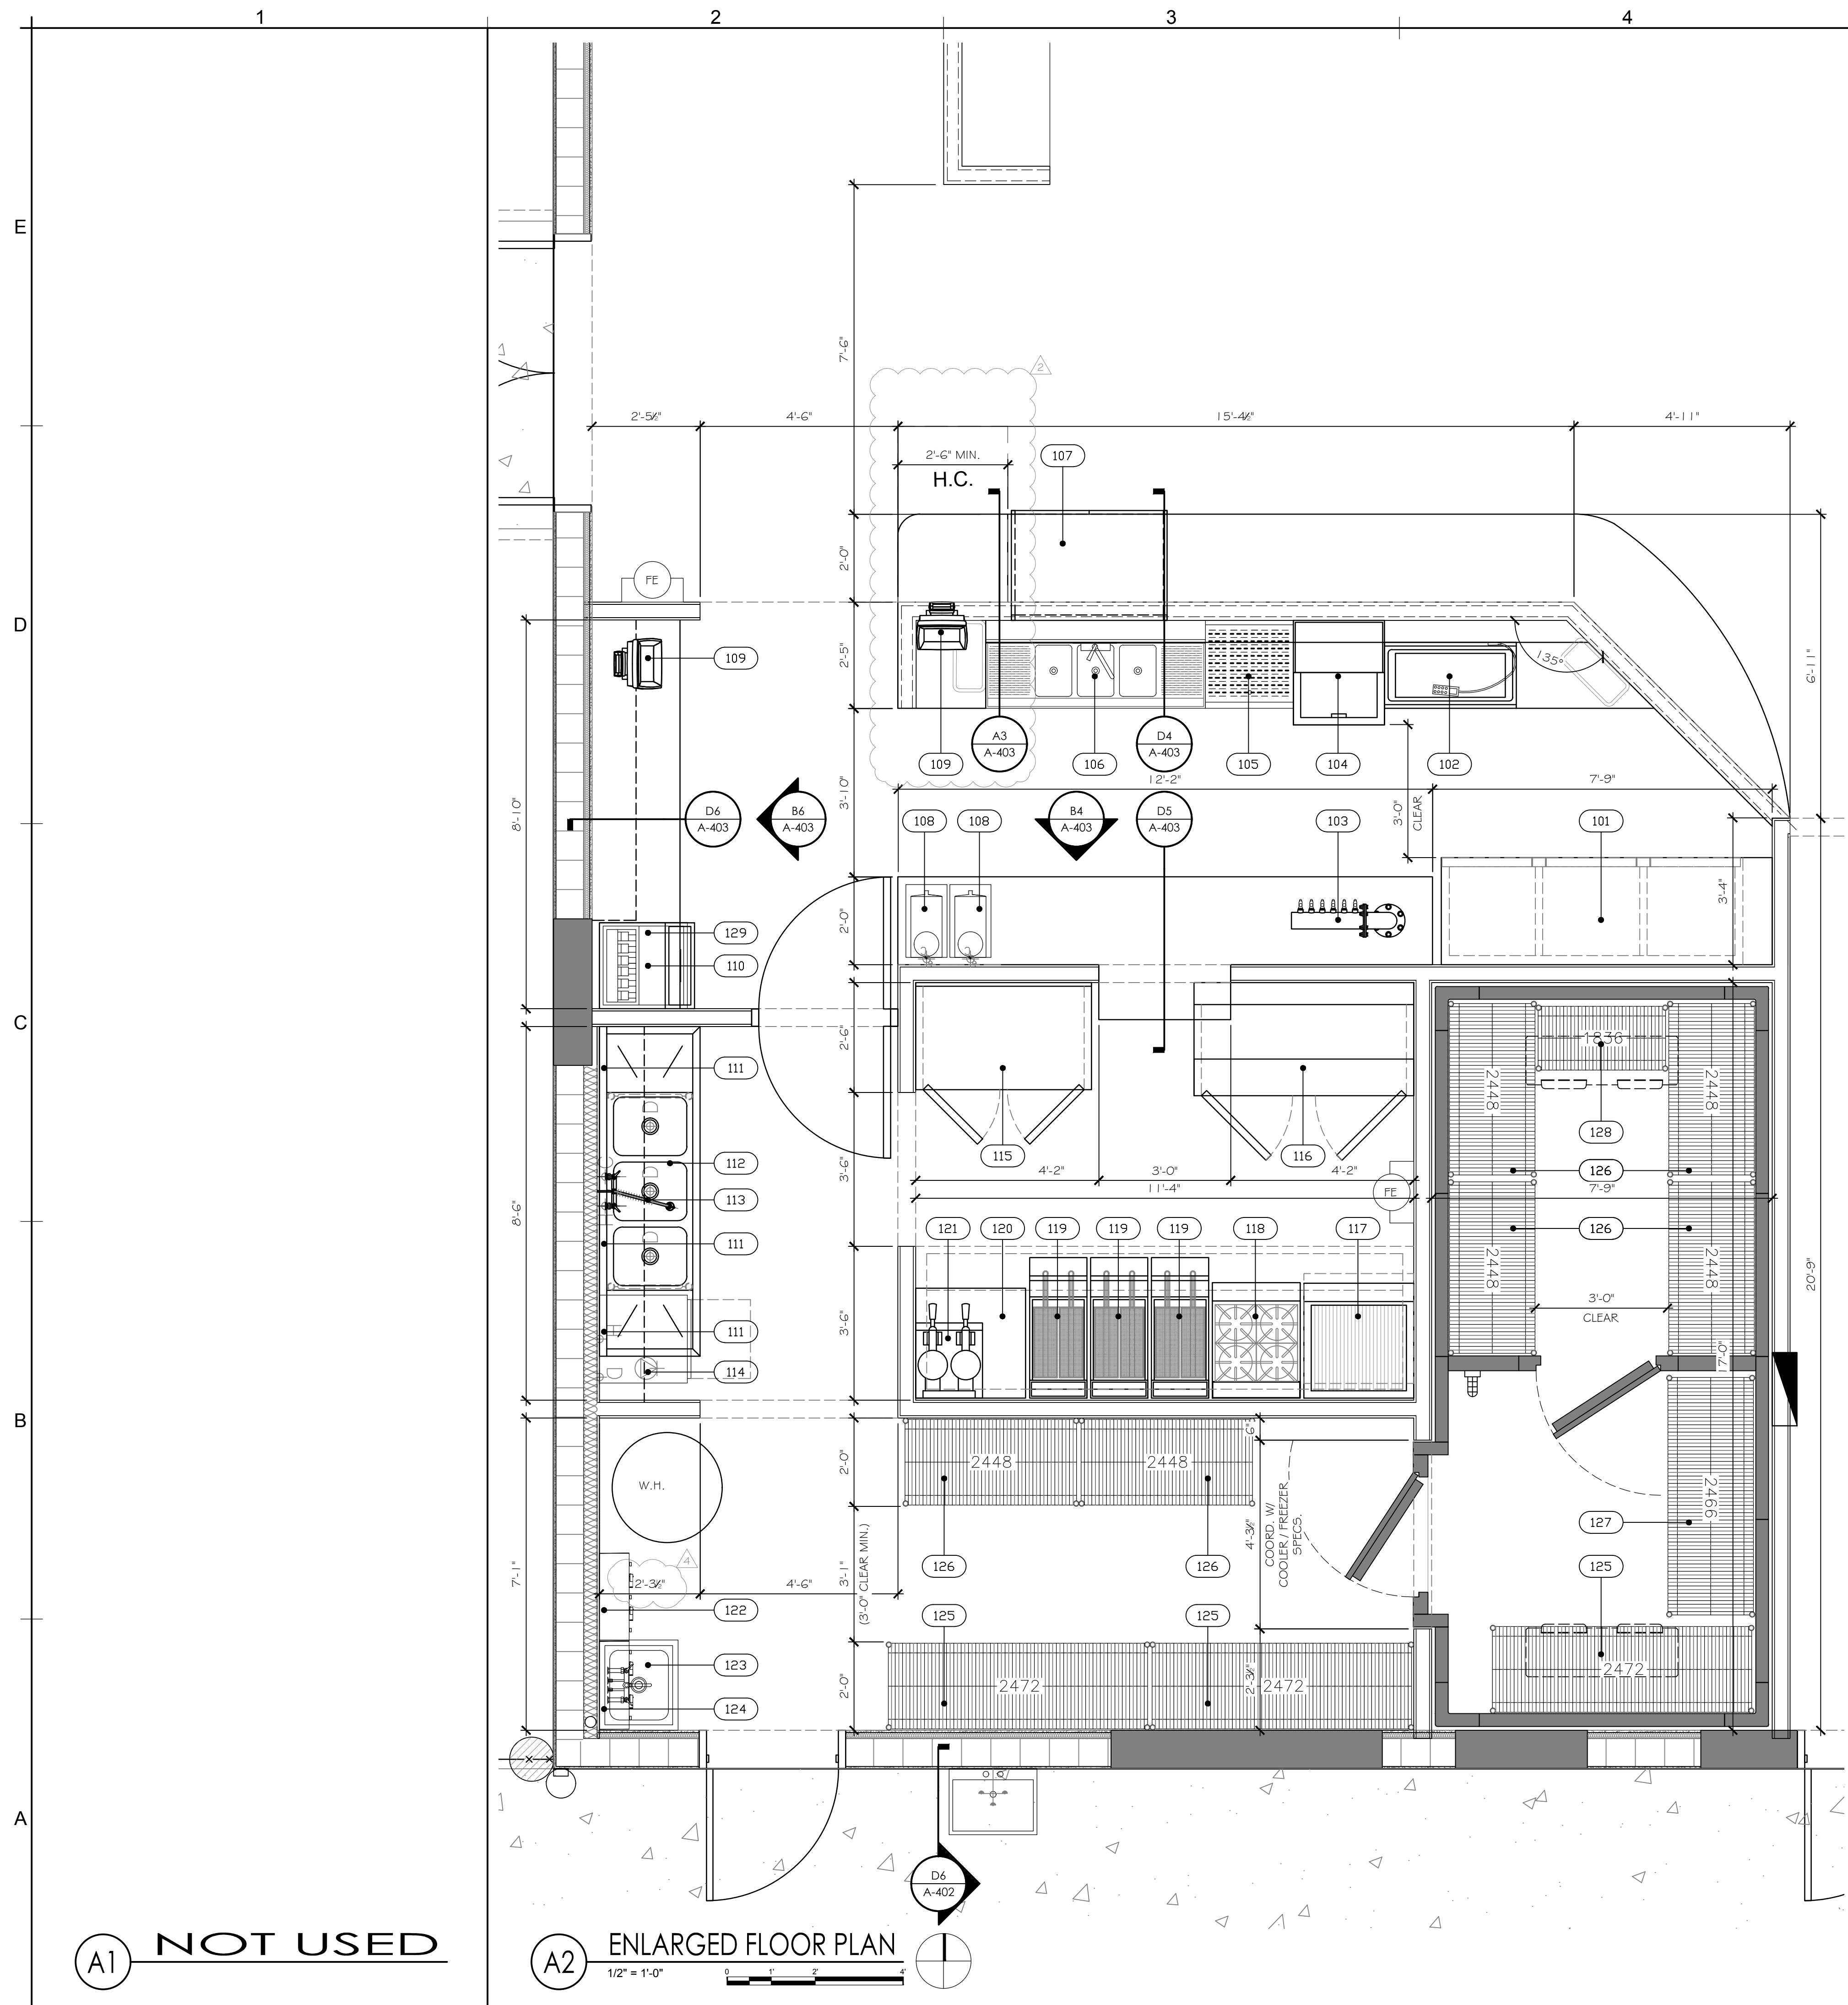 1
2
3
4
E
D
C
B
A
7'-6"
2
2'-5½"
4'-6"
15'-4½"
4'-11"
2'-6" MIN.
H.C.
107
FE
2'-0"
109
2'-5"
135°
6'-11"
A3
A-403
D4
A-403
109
106
105
104
102
12'-2"
7'-9"
8'-10"
D6
A-403
B6
A-403
3'-10"
108
108
B4
A-403
D5
A-403
103
3'-0"
CLEAR
101
3'-4"
129
110
2'-0"
2'-6"
1836
111
2448
2448
128
115
116
112
3'-6"
4'-2"
3'-0"
4'-2"
126
11'-4"
FE
7'-9"
113
8'-6"
121
120
119
119
119
118
117
126
111
2448
2448
20'-9"
3'-0"
CLEAR
3'-6"
111
17'-0"
114
6"
2448
2448
W.H.
2'-0"
2466
127
126
126
4'-3½"
COORD. W/
COOLER / FREEZER
SPECS.
125
4
7'-1"
2'-3½"
4'-6"
3'-1"
(3'-0" CLEAR MIN.)
122
125
125
123
2'-0"
2472
2'-3½"
2472
2472
124
D6
A-402
A1
NOT USED
A2
ENLARGED FLOOR PLAN
1/2" = 1'-0"
0 1' 2' 4'